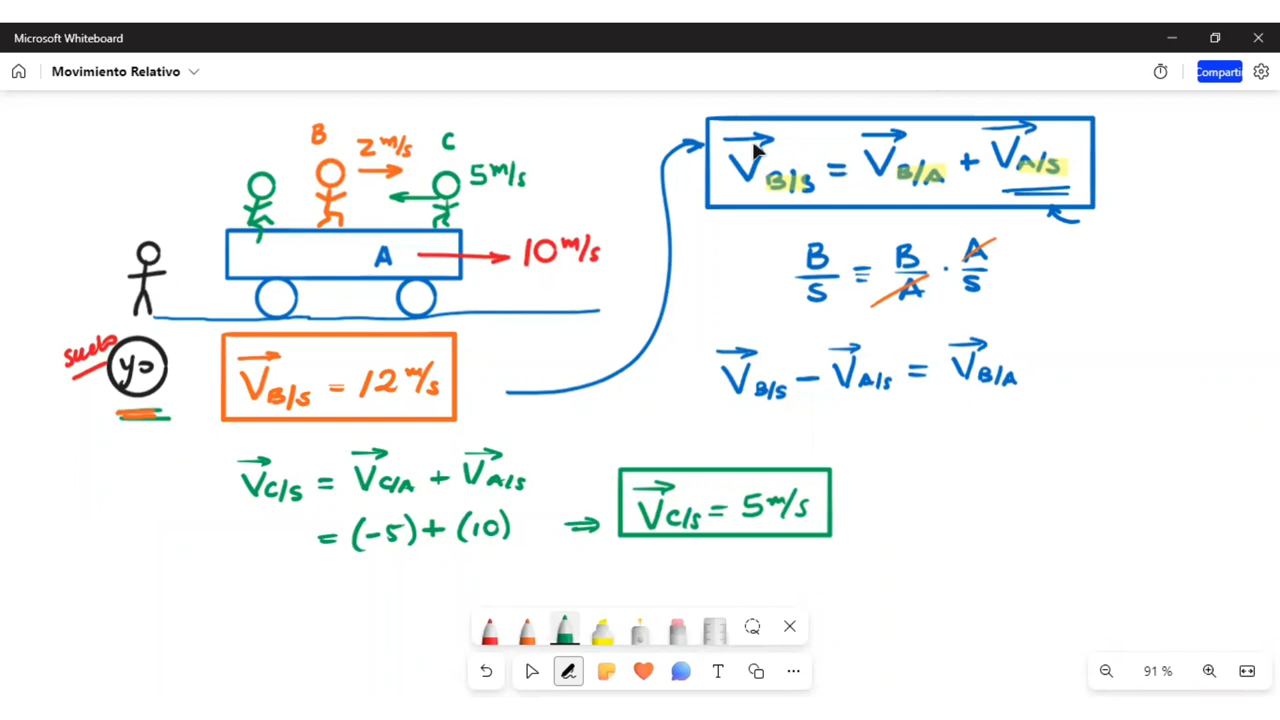 Microsoft Whiteboard
Movimiento Relativo
Comparti
B
2 m/s
C
5 m/s
A
10 m/s
suelo
yo
V B/S = 12 m/s
V B/S = V B/A + V A/S
B/S = B/A · A/S
V B/S − V A/S = V B/A
V C/S = V C/A + V A/S
= (-5) + (10) ⇒ V C/S = 5 m/s
T
91 %